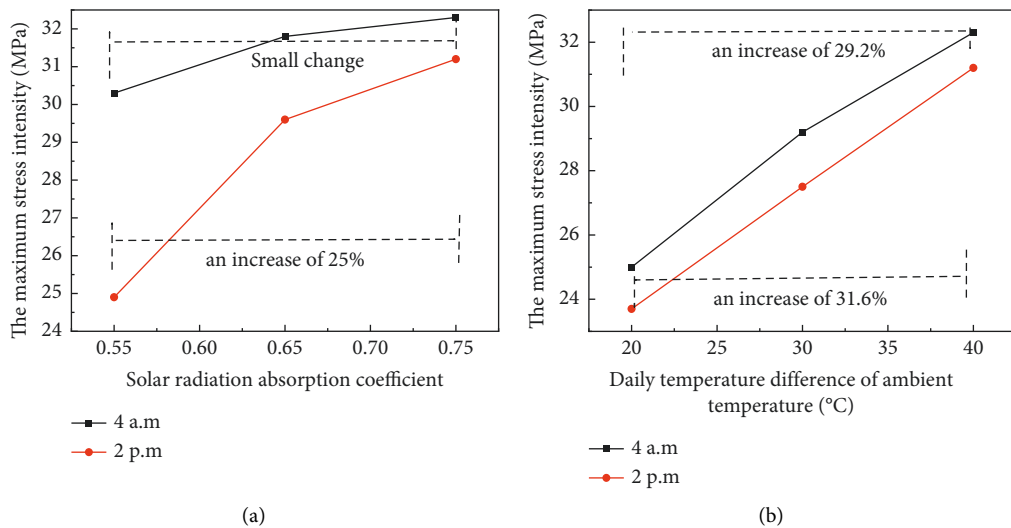 The maximum stress intensity (MPa)
32
31
30
29
28
27
26
25
24
Small change
an increase of 25%
0.55 0.60 0.65 0.70 0.75
Solar radiation absorption coefficient
4 a.m
2 p.m
(a)
The maximum stress intensity (MPa)
32
30
28
26
24
an increase of 29.2%
an increase of 31.6%
20 25 30 35 40
Daily temperature difference of ambient
temperature (°C)
4 a.m
2 p.m
(b)